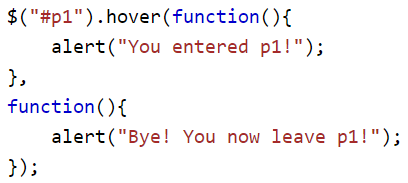 $("#p1").hover(function(){
    alert("You entered p1!");
},
function(){
    alert("Bye! You now leave p1!");
});